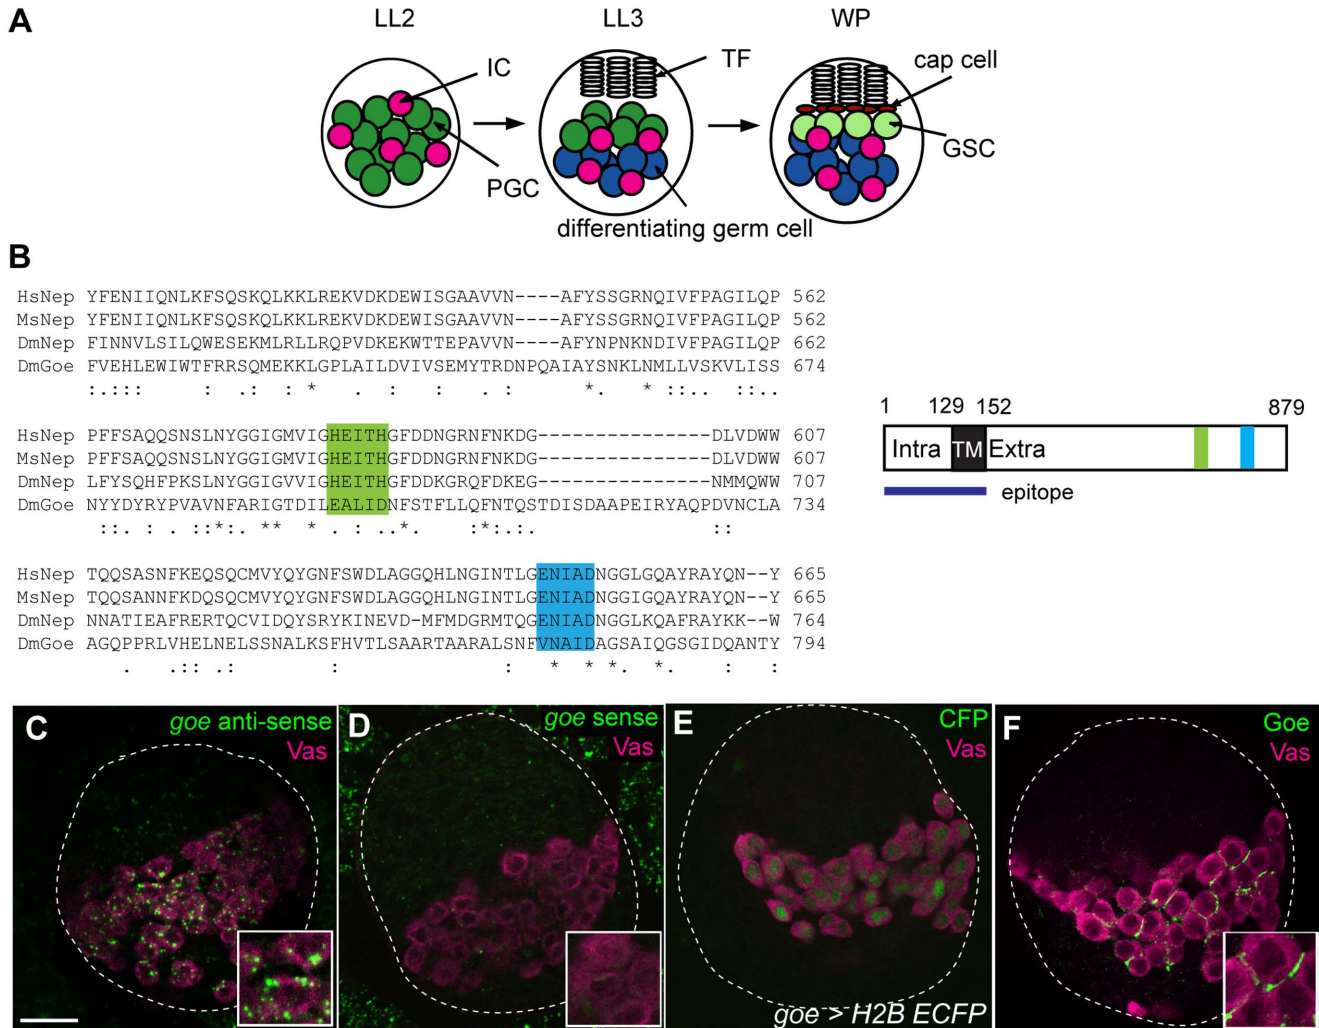 A
LL2
LL3
WP
IC
TF
cap cell
PGC
GSC
differentiating germ cell
B
HsNep YFENIIQNLKFSQSKQLKKLREKVDKDEWISGAAVVN----AFYSSGRNQIVFPAGILQP 562
MsNep YFENIIQNLKFSQSKQLKKLREKVDKDEWISGAAVVN----AFYSSGRNQIVFPAGILQP 562
DmNep FINNVLSILQWESEKMLRLLRQPVDKEKWTTEPAVVN----AFYNPNKNDIVFPAGILQP 662
DmGoe FVEHLEWIWTFRRSQMEKKLGPLAILDVIVSEMYTRDNPQAIAYSNKLNMLLVSKVLISS 674
:.::: : .: : * : : . : * * ::..
HsNep PFFSAQQSNSLNYGGIGMVIGHEITHGFDDNGRNFNKDG---------------DLVDWW 607
MsNep PFFSAQQSNSLNYGGIGMVIGHEITHGFDDNGRNFNKDG---------------DLVDWW 607
DmNep LFYSQHFPKSLNYGGIGVVIGHEITHGFDDKGRQFDKEG---------------NMMQWW 707
DmGoe NYYDYRYPVAVNFARIGTDILEALIDNFSTFLLQFNTQSTDISDAAPEIRYAQPDVNCLA 734
::. : . ::*: ** * . : ..*. :*:.:. ::
HsNep TQQSASNFKEQSQCMVYQYGNFSWDLAGGQHLNGINTLGENIADNGGLGQAYRAYQN--Y 665
MsNep TQQSANNFKDQSQCMVYQYGNFSWDLAGGQHLNGINTLGENIADNGGIGQAYRAYQN--Y 665
DmNep NNATIEAFRERTQCVIDQYSRYKINEVD-MFMDGRMTQGENIADNGGLKQAFRAYKK--W 764
DmGoe AGQPPRLVHELNELSSNALKSFHVTLSAARTAARALSNFVNAIDAGSAIQGSGIDQANTY 794
. .:: .: : : * * *. *. : :
1 129 152 879
Intra TM Extra
epitope
C
goe anti-sense
Vas
D
goe sense
Vas
E
CFP
Vas
goe > H2B ECFP
F
Goe
Vas